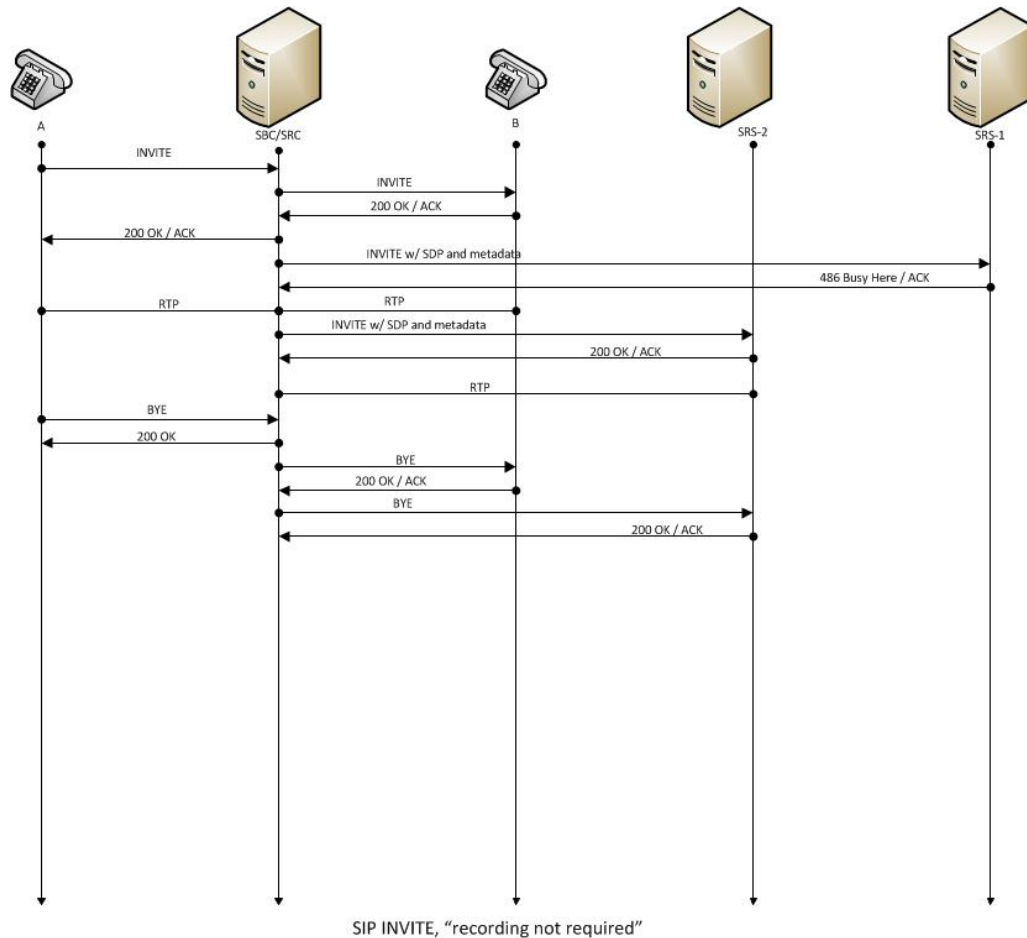 A
SBC/SRC
B
SRS-2
SRS-1
INVITE
INVITE
200 OK / ACK
200 OK / ACK
INVITE w/ SDP and metadata
486 Busy Here / ACK
RTP
RTP
INVITE w/ SDP and metadata
200 OK / ACK
RTP
BYE
200 OK
BYE
200 OK / ACK
BYE
200 OK / ACK
SIP INVITE, “recording not required”